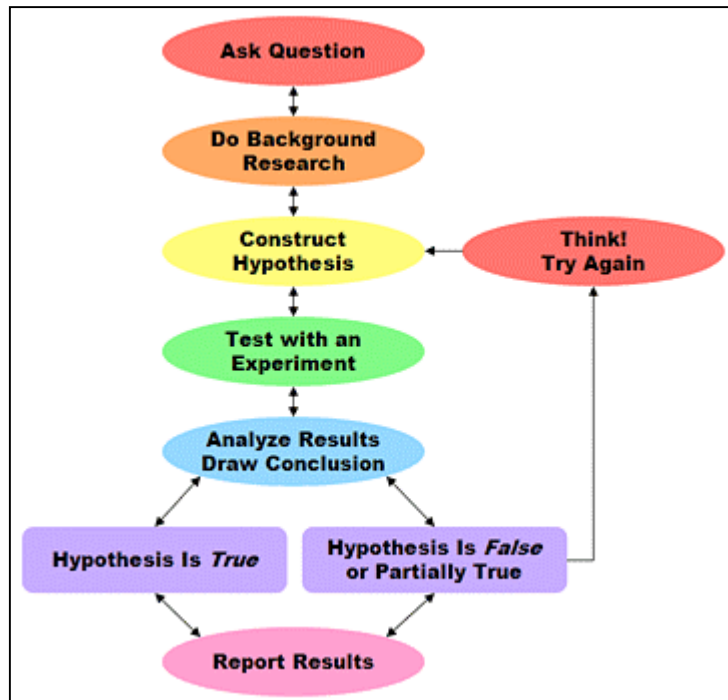 Ask Question
Do Background
Research
Construct
Hypothesis
Think!
Try Again
Test with an
Experiment
Analyze Results
Draw Conclusion
Hypothesis Is True
Hypothesis Is False
or Partially True
Report Results